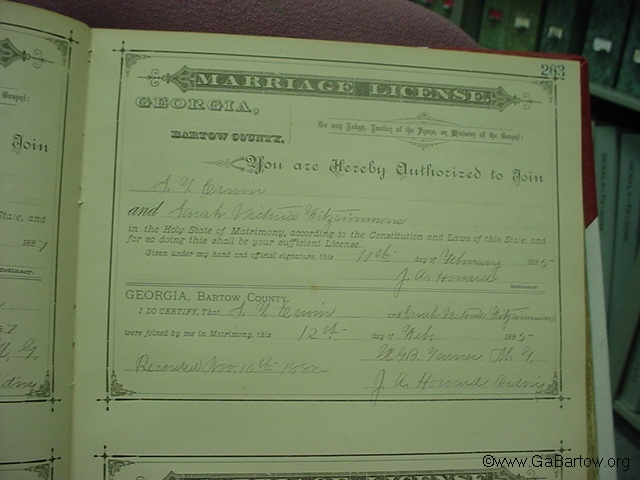 263
MARRIAGE LICENSE.
GEORGIA,
BARTOW COUNTY.
To any Judge, Justice of the Peace, or Minister of the Gospel:
You are Hereby Authorized to Join
S. Y.
and Sarah Victoria
in the Holy State of Matrimony, according to the Constitution and Laws of this State, and
for so doing this shall be your sufficient License.
Given under my hand and official signature, this 11th day of February 1885
J. A. Howard Ordinary.
GEORGIA, BARTOW COUNTY.
I DO CERTIFY, That S. Y. and Sarah Victoria
were joined by me in Matrimony, this 12th day of Feb. 1885
M. G.
Recorded Nov. 10th
J. A. Howard Ordinary
Gospel:
Join
State, and
1887
Ordinary.
©www.GaBartow.org